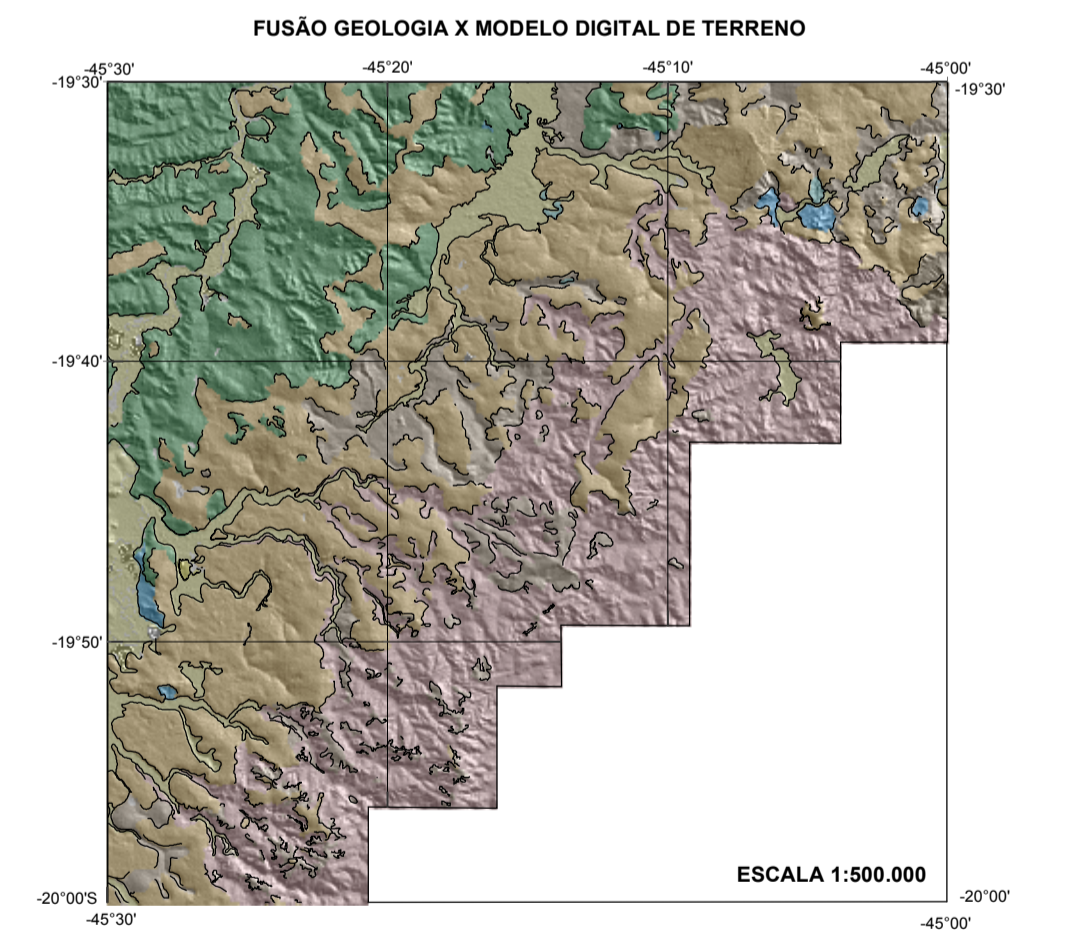 FUSÃO GEOLOGIA X MODELO DIGITAL DE TERRENO
-45°30' -45°20' -45°10' -45°00'
-19°30' -19°30'
-19°40'
-19°50'
ESCALA 1:500.000
-20°00'S -20°00'
-45°30' -45°00'